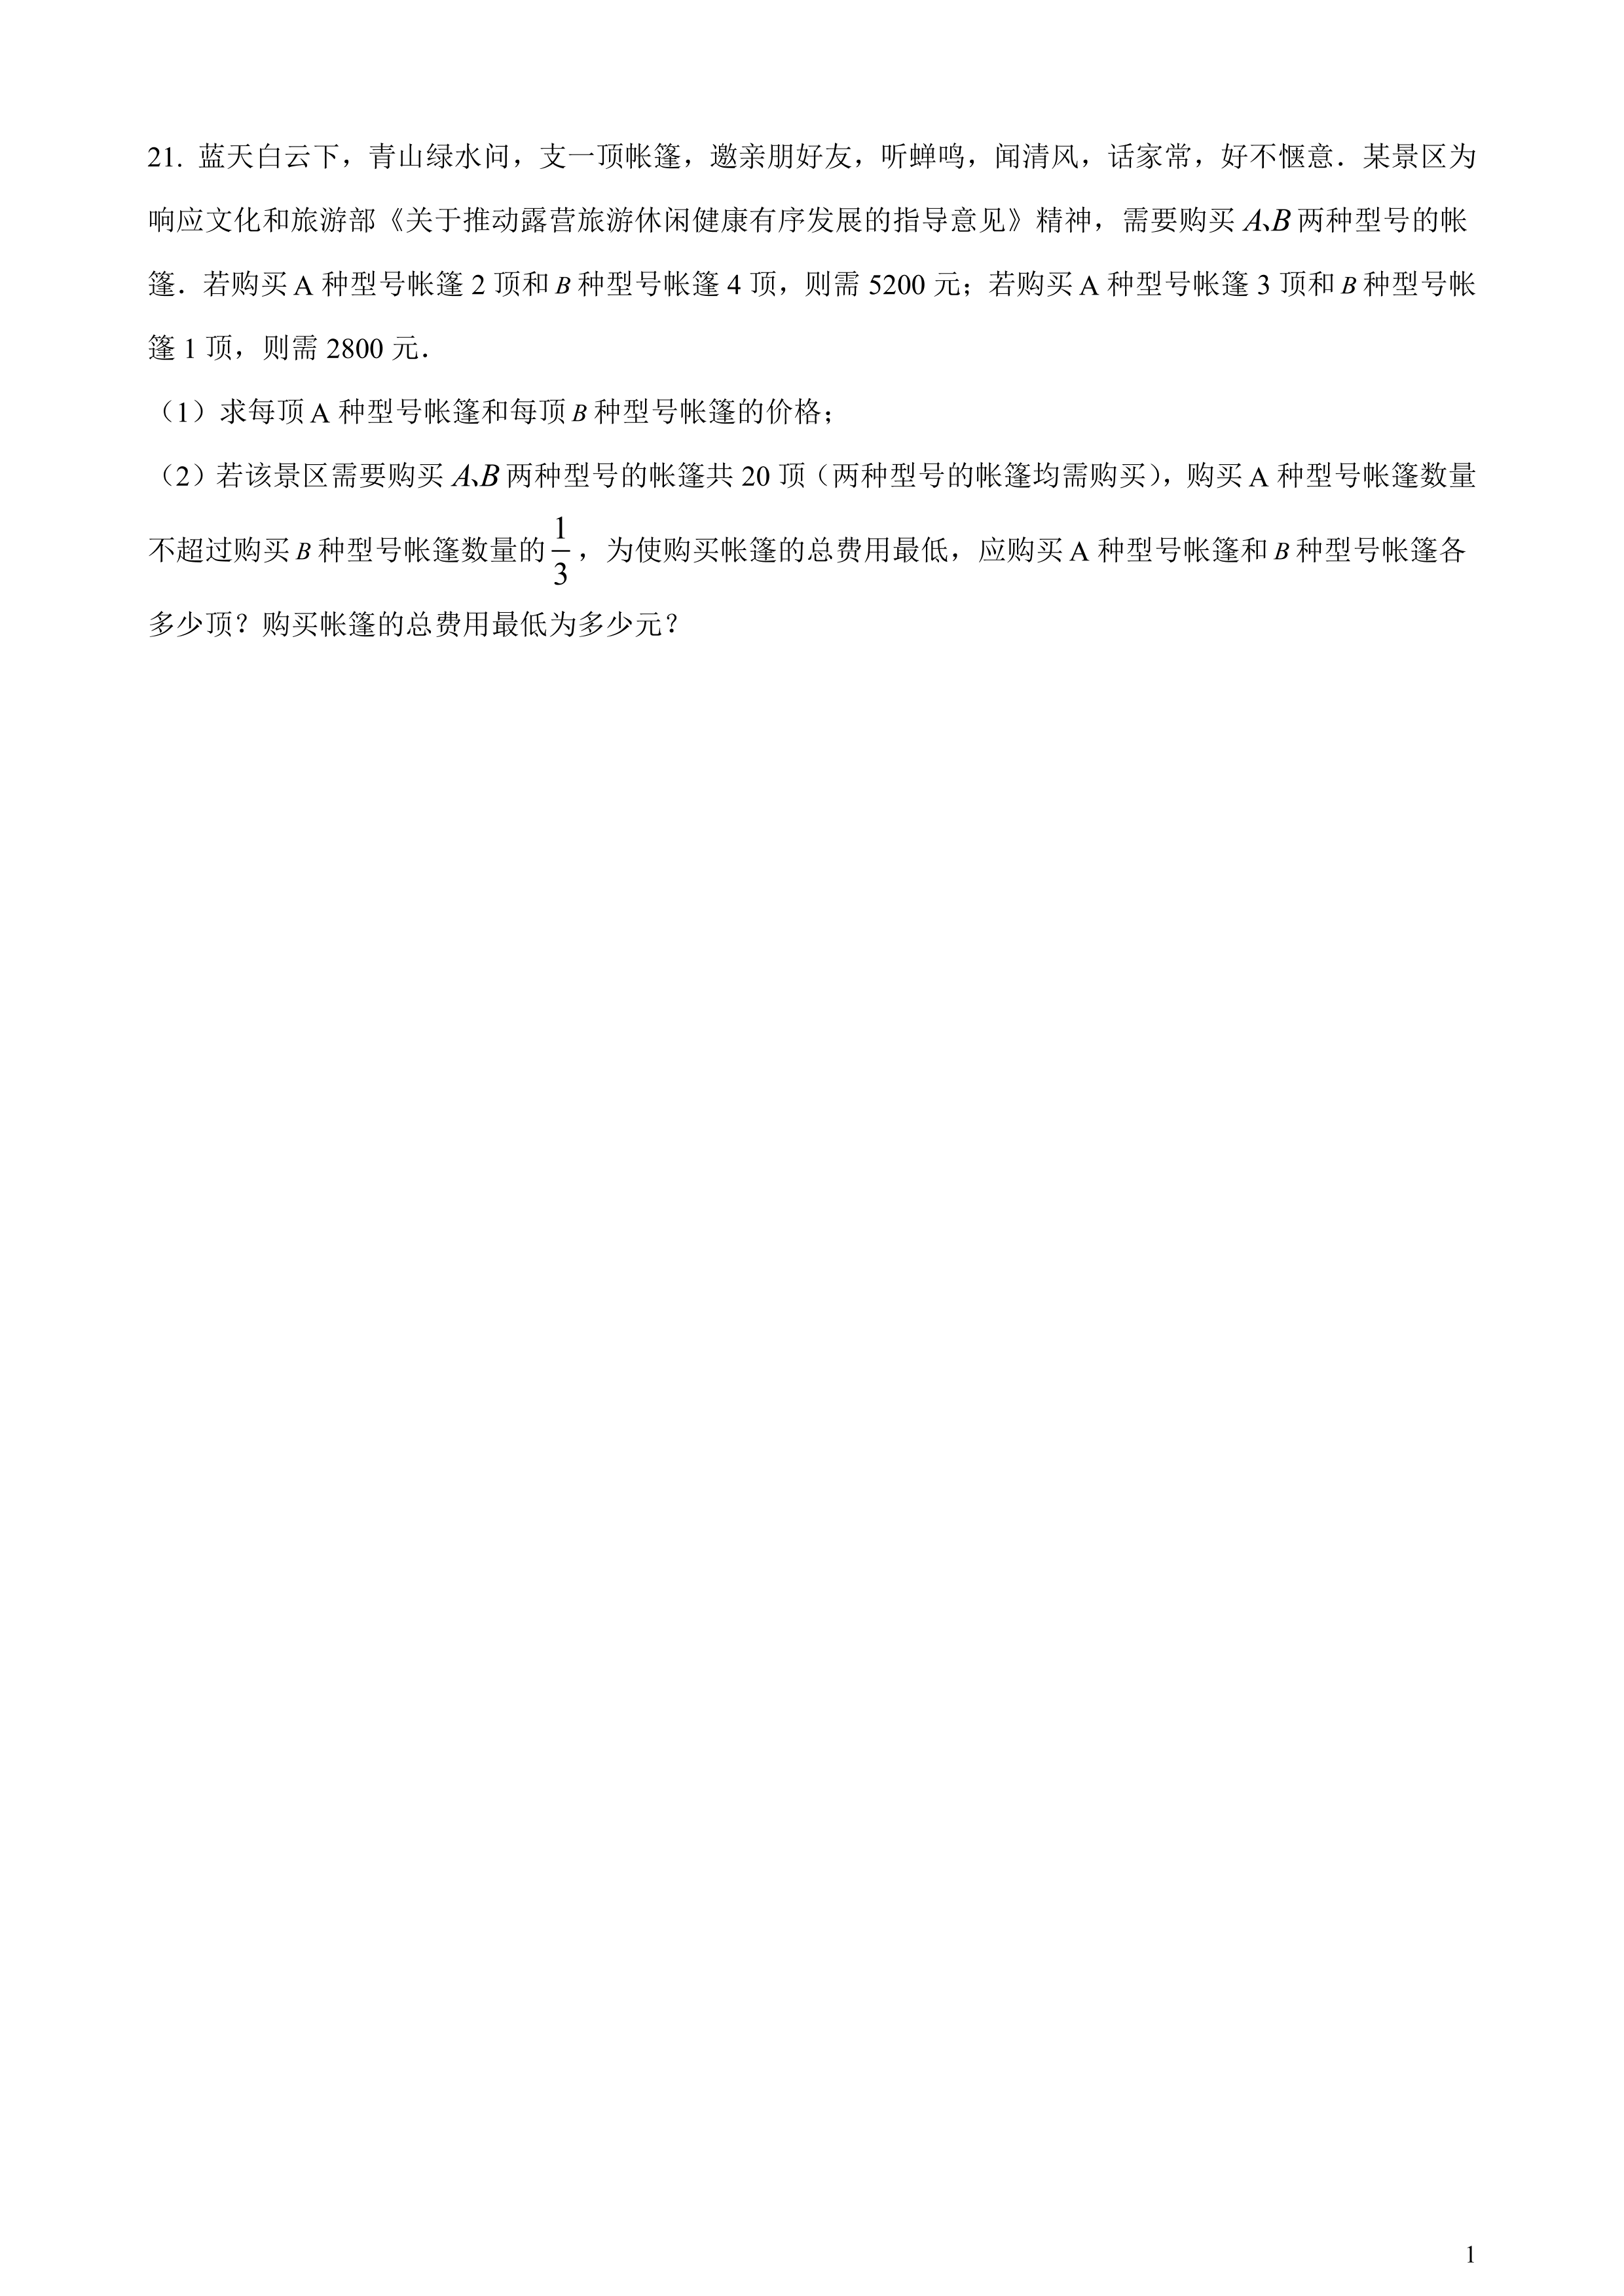 21. 蓝天白云下，青山绿水间，支一顶帐篷，邀亲朋好友，听蝉鸣，闻清风，话家常，好不惬意．某景区为
响应文化和旅游部《关于推动露营旅游休闲健康有序发展的指导意见》精神，需要购买 A、B 两种型号的帐
篷．若购买 A 种型号帐篷 2 顶和 B 种型号帐篷 4 顶，则需 5200 元；若购买 A 种型号帐篷 3 顶和 B 种型号帐
篷 1 顶，则需 2800 元．
（1）求每顶 A 种型号帐篷和每顶 B 种型号帐篷的价格；
（2）若该景区需要购买 A、B 两种型号的帐篷共 20 顶（两种型号的帐篷均需购买），购买 A 种型号帐篷数量
不超过购买 B 种型号帐篷数量的 1/3，为使购买帐篷的总费用最低，应购买 A 种型号帐篷和 B 种型号帐篷各
多少顶？购买帐篷的总费用最低为多少元？
1